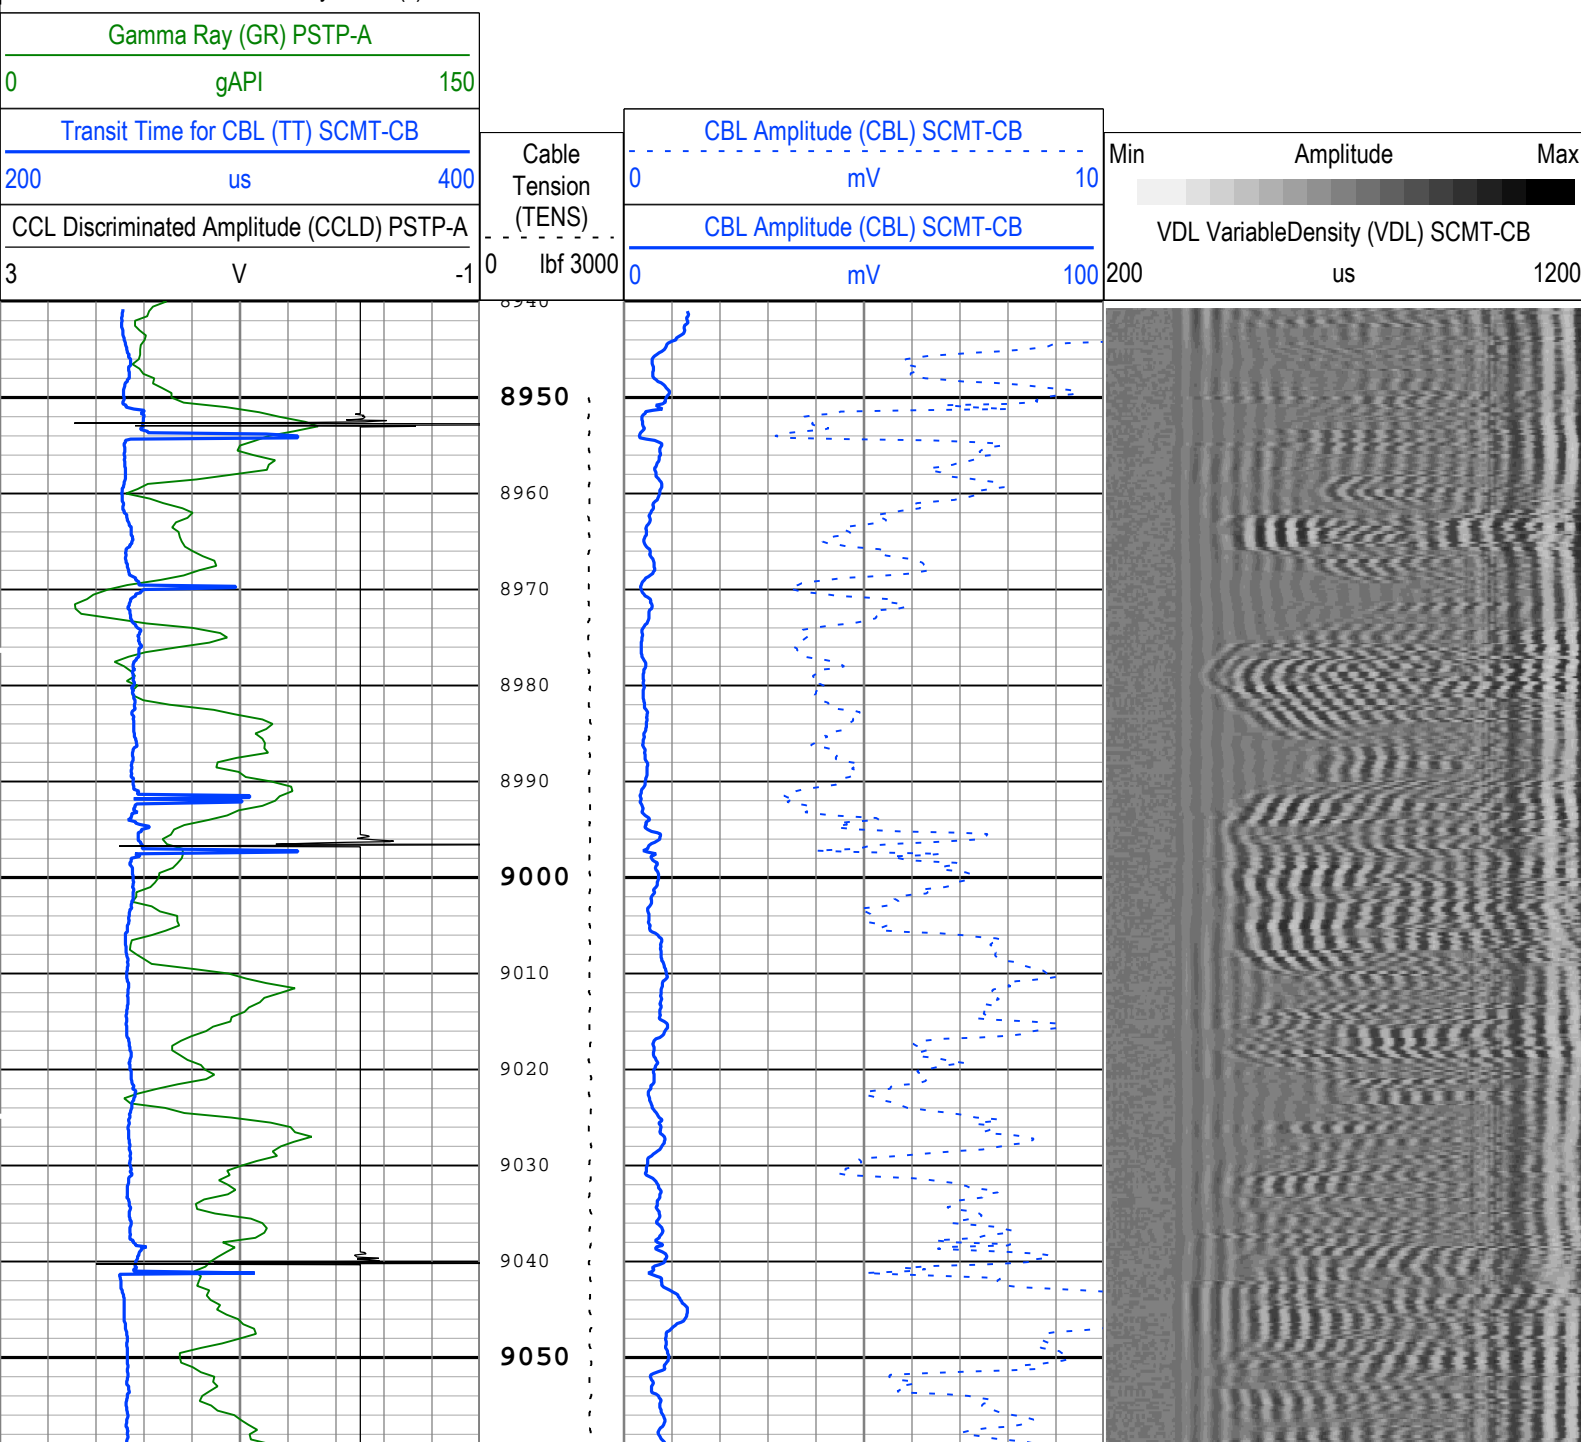 Gamma Ray (GR) PSTP-A
0 gAPI 150
Transit Time for CBL (TT) SCMT-CB
200 us 400
CCL Discriminated Amplitude (CCLD) PSTP-A
3 V -1
Cable
Tension
(TENS)
0 lbf 3000
CBL Amplitude (CBL) SCMT-CB
0 mV 10
CBL Amplitude (CBL) SCMT-CB
0 mV 100
Min Amplitude Max
VDL VariableDensity (VDL) SCMT-CB
200 us 1200
8940
8950
8960
8970
8980
8990
9000
9010
9020
9030
9040
9050